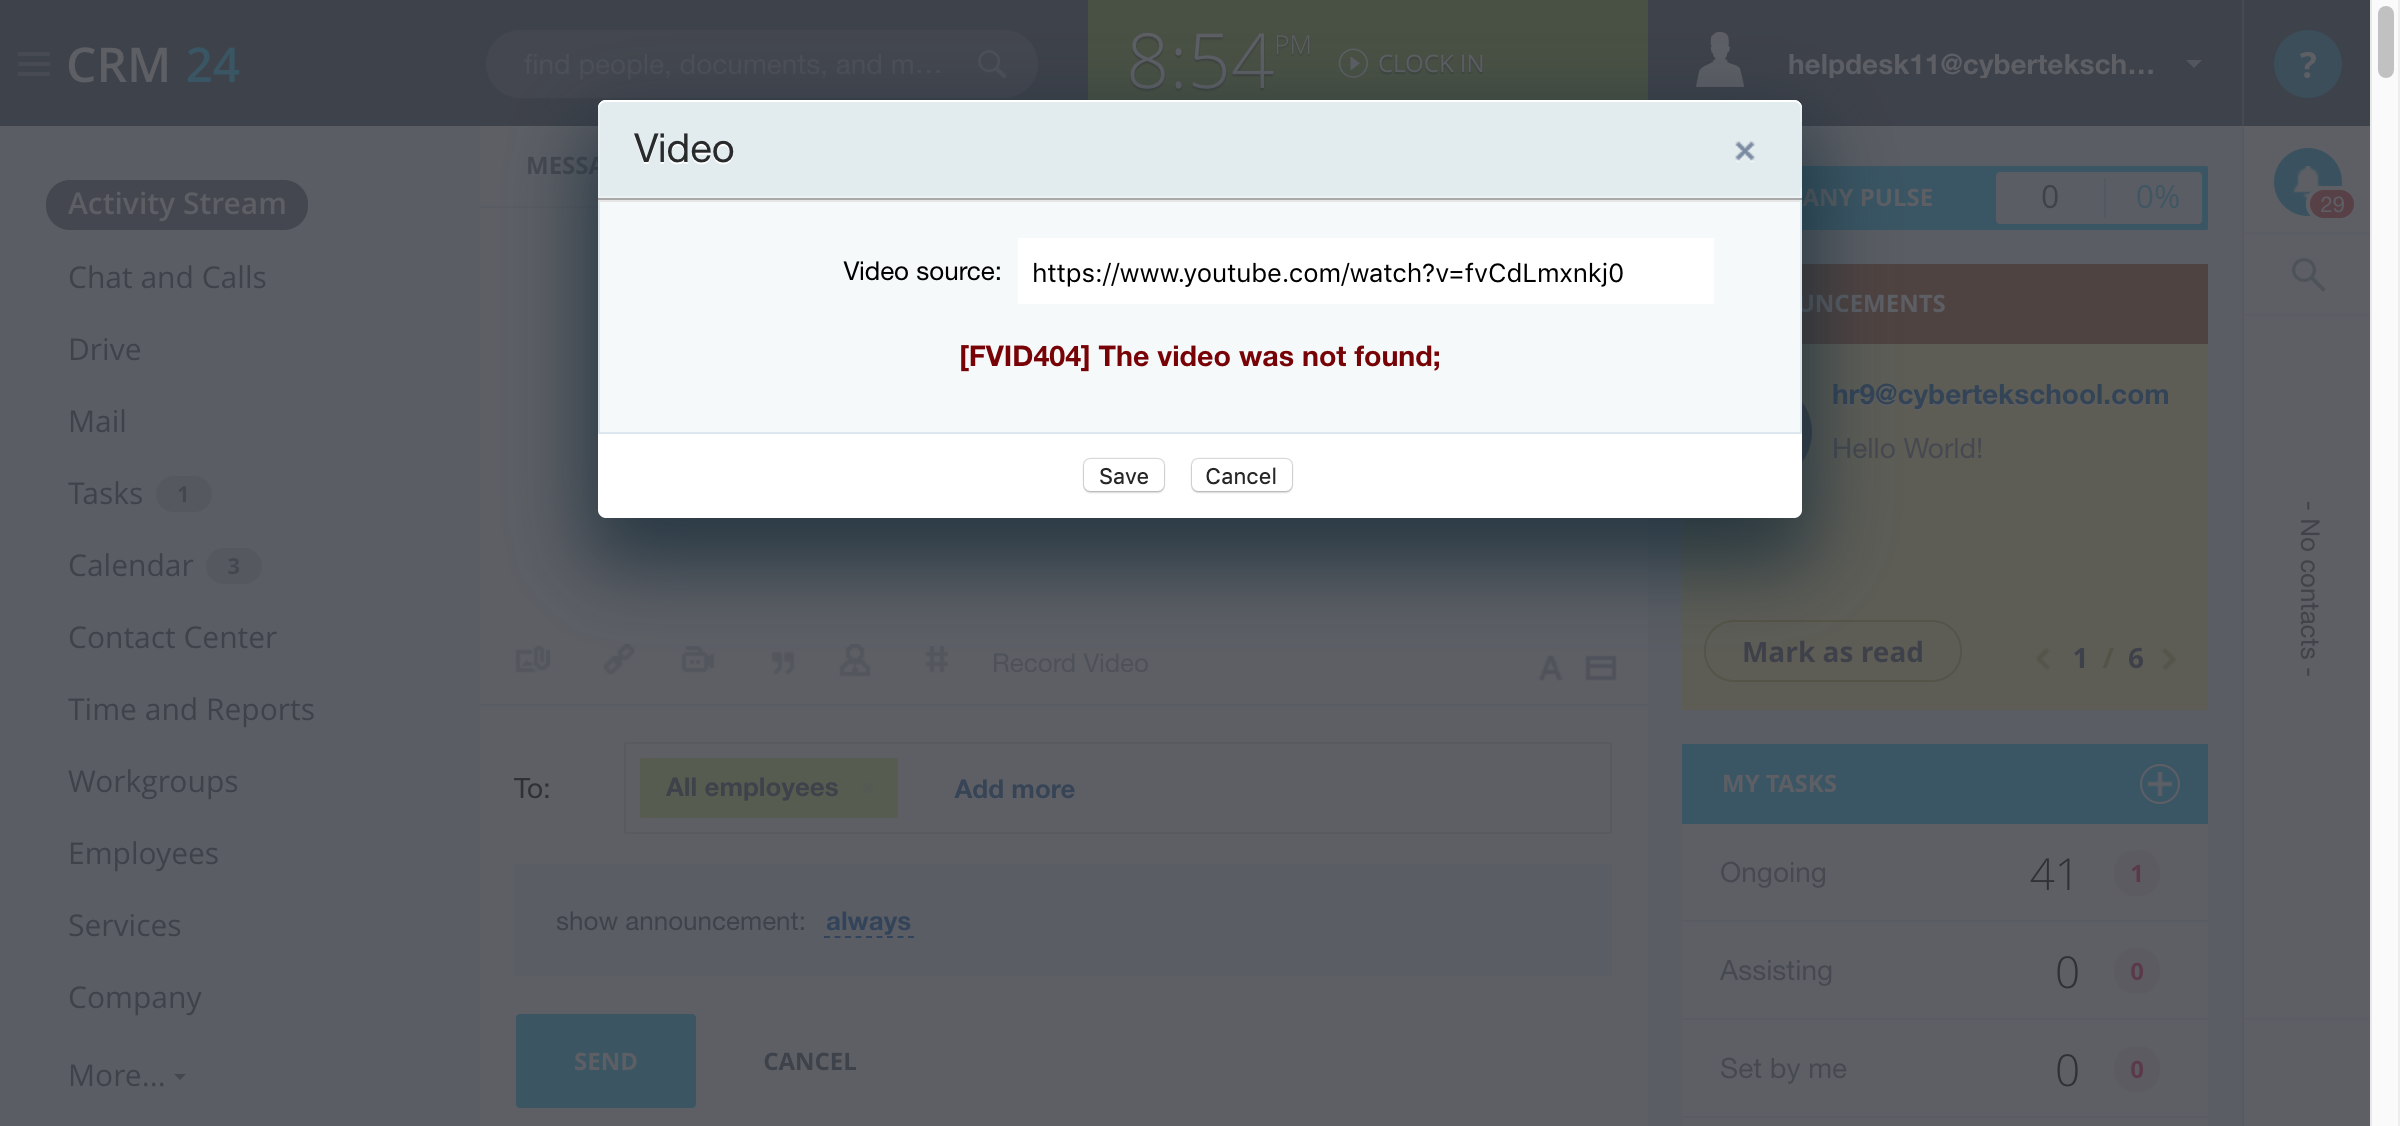 CRM 24
find people, documents, and m...
8:54 PM
CLOCK IN
helpdesk11@cyberteksch...
?
Video
Video source:
https://www.youtube.com/watch?v=fvCdLmxnkj0
[FVID404] The video was not found;
Save
Cancel
MESSA
Activity Stream
Chat and Calls
Drive
Mail
Tasks 1
Calendar 3
Contact Center
Time and Reports
Workgroups
Employees
Services
Company
More...
Record Video
A
To:
All employees
Add more
show announcement: always
SEND
CANCEL
ANY PULSE
0
0%
UNCEMENTS
hr9@cybertekschool.com
Hello World!
Mark as read
1 / 6
MY TASKS
Ongoing 41 1
Assisting 0 0
Set by me 0 0
29
- No contacts -